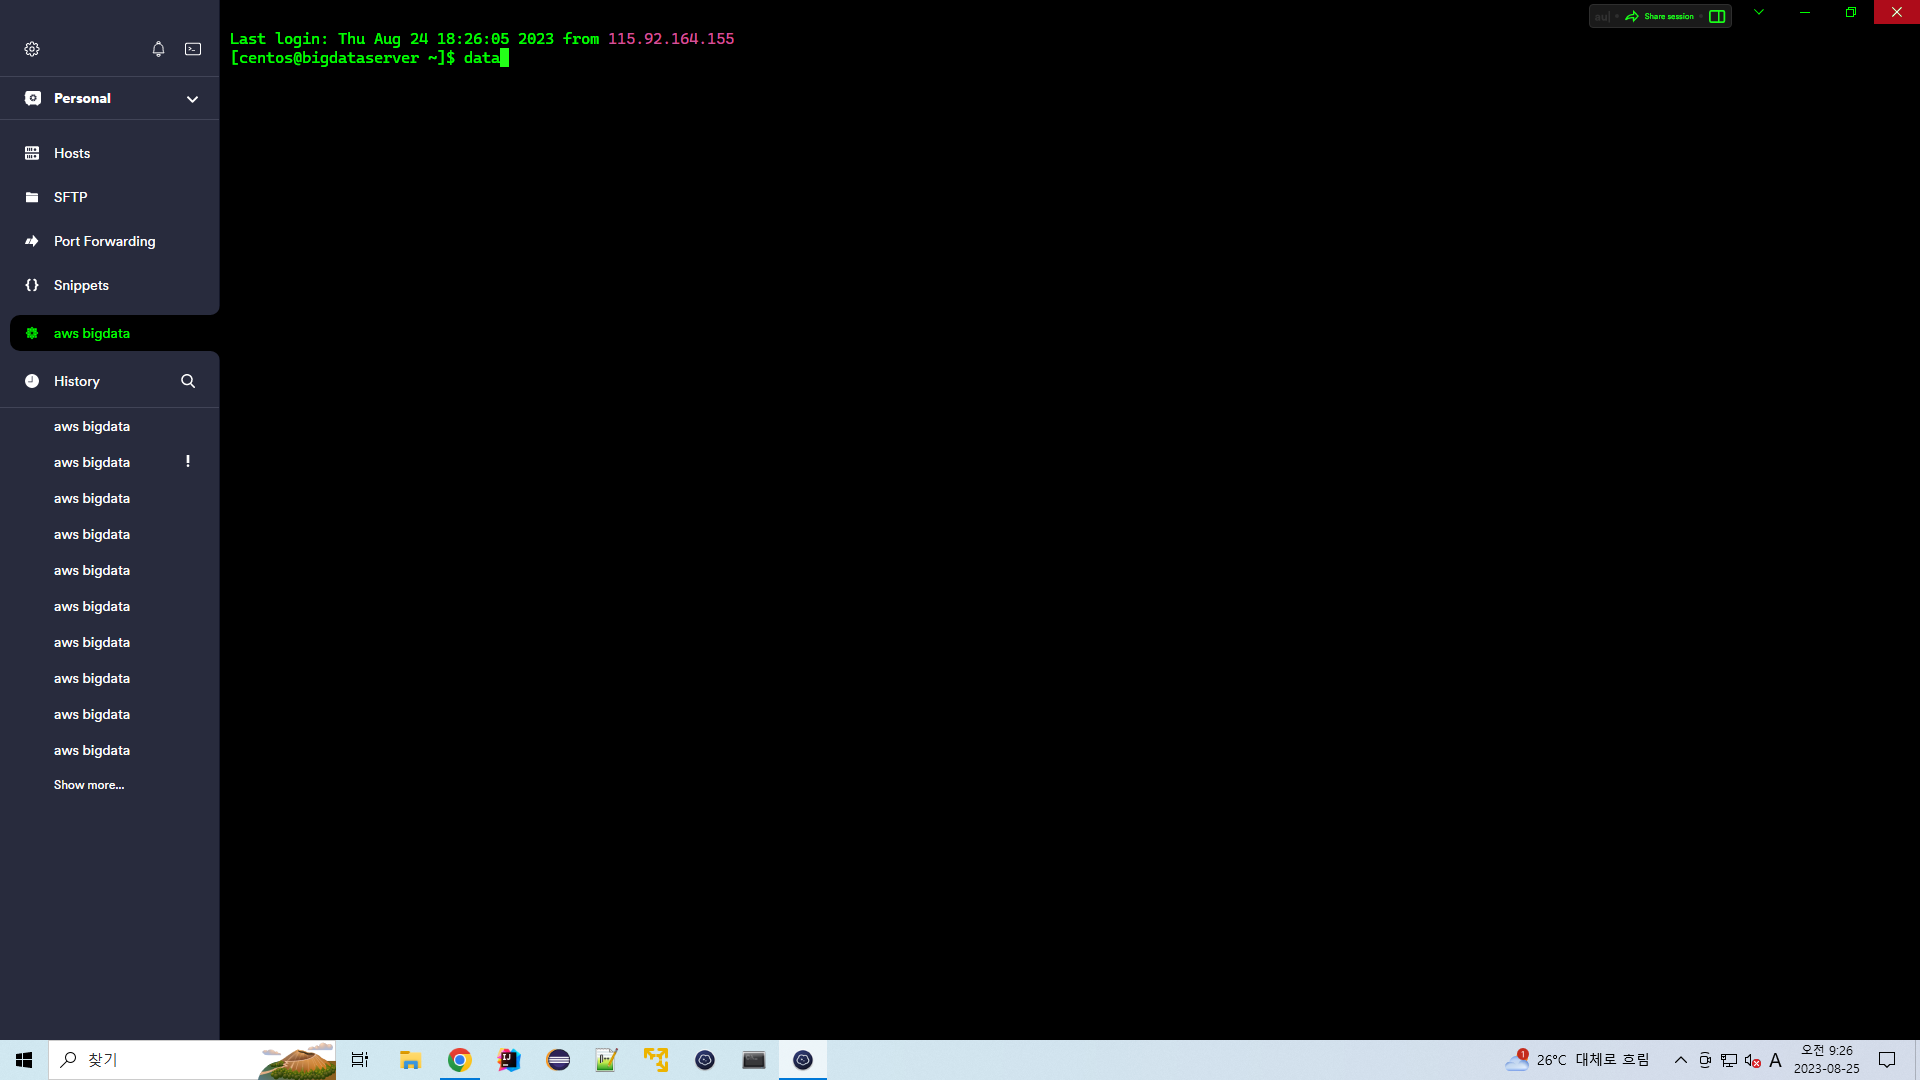 Share session
Last login: Thu Aug 24 18:26:05 2023 from 115.92.164.155
[centos@bigdataserver ~]$ data
Personal
Hosts
SFTP
Port Forwarding
Snippets
aws bigdata
History
aws bigdata
aws bigdata !
aws bigdata
aws bigdata
aws bigdata
aws bigdata
aws bigdata
aws bigdata
aws bigdata
aws bigdata
Show more...
찾기
1
26°C 대체로 흐림
A
오전 9:26
2023-08-25